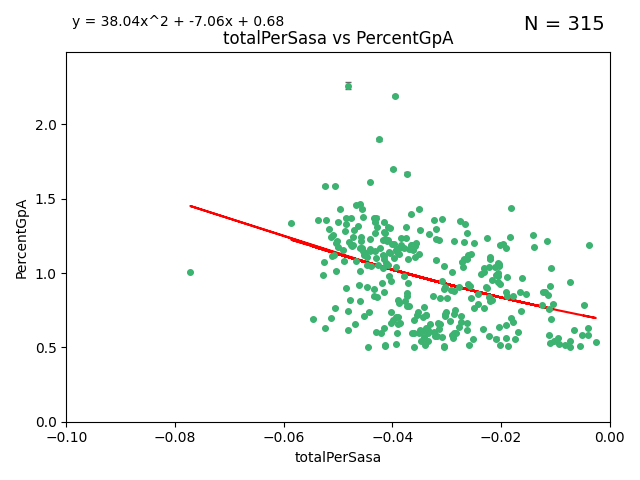 y = 38.04x^2 + -7.06x + 0.68
N = 315
totalPerSasa vs PercentGpA
PercentGpA
2.0
1.5
1.0
0.5
0.0
−0.10
−0.08
−0.06
−0.04
−0.02
0.00
totalPerSasa